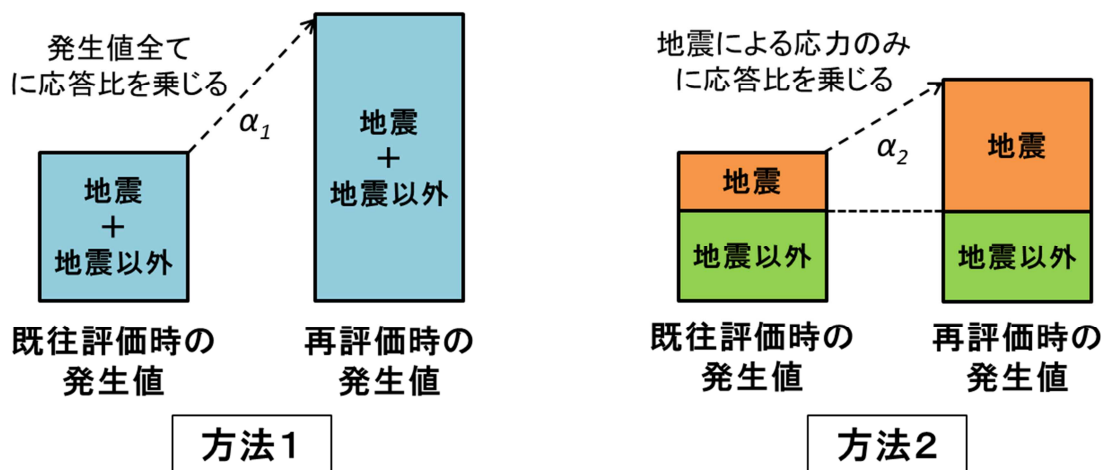 発生値全て
に応答比を乗じる
α1
地震
+
地震以外
地震
+
地震以外
既往評価時の
発生値
再評価時の
発生値
方法1
地震による応力のみ
に応答比を乗じる
α2
地震
地震以外
地震
地震以外
既往評価時の
発生値
再評価時の
発生値
方法2